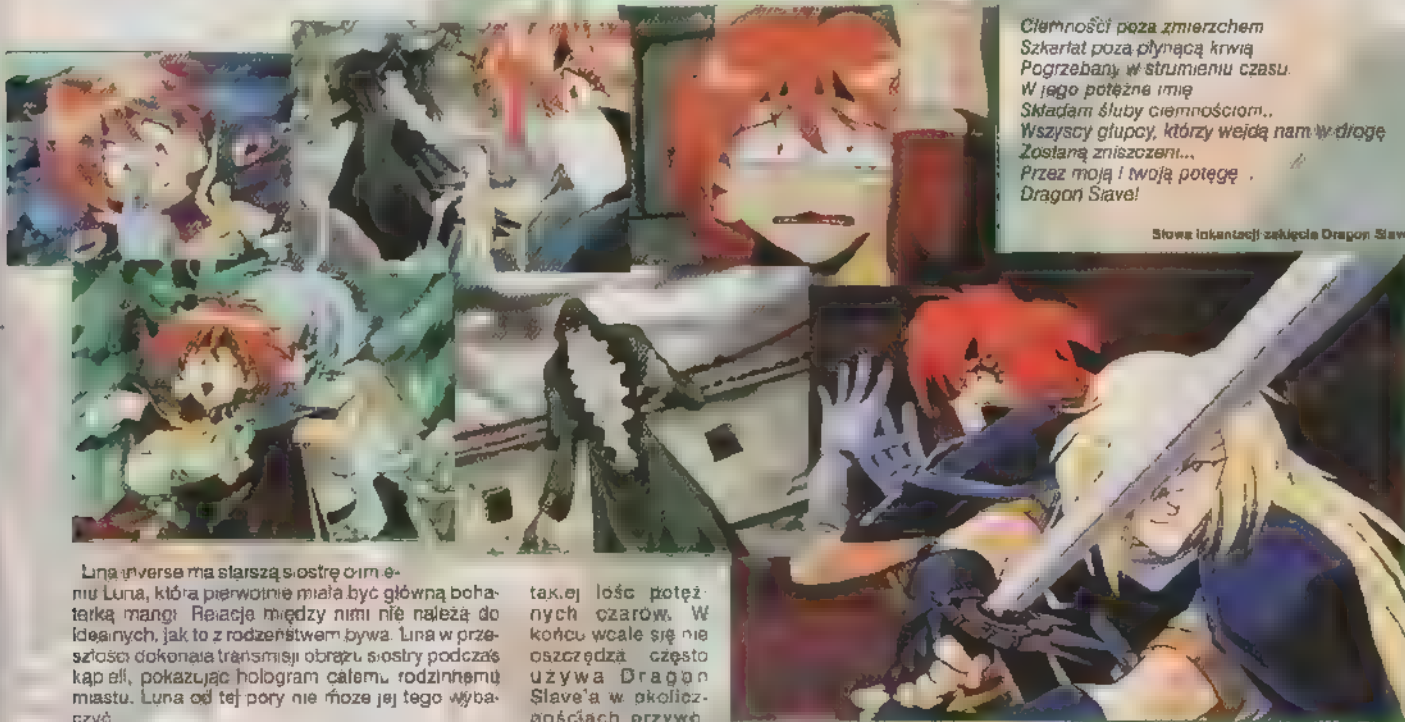 Ciemności poza zmierzchem
Szkarłat poza płynącą krwią
Pogrzebany w strumieniu czasu.
W jego potężne imię
Składam śluby ciemnościom..
Wszyscy głupcy, którzy wejdą nam w drogę
Zostaną zniszczeni...
Przez moją i twoją potęgę .
Dragon Slave!
Słowa inkantacji zaklęcia Dragon Slave
Lina Inverse ma starszą siostrę o imie-
niu Luna, która pierwotnie miała być główną boha-
terką mangi. Relacje między nimi nie należą do
idealnych, jak to z rodzeństwem bywa. Lina w prze-
szłości dokonała transmisji obrazu siostry podczas
kąpieli, pokazując hologram całemu rodzinnemu
miastu. Luna od tej pory nie może jej tego wyba-
czyć
takiej ilość potęż-
nych czarów. W
końcu wcale się nie
oszczędza często
używa Dragon
Slave'a w okolicz-
nościach przywo-